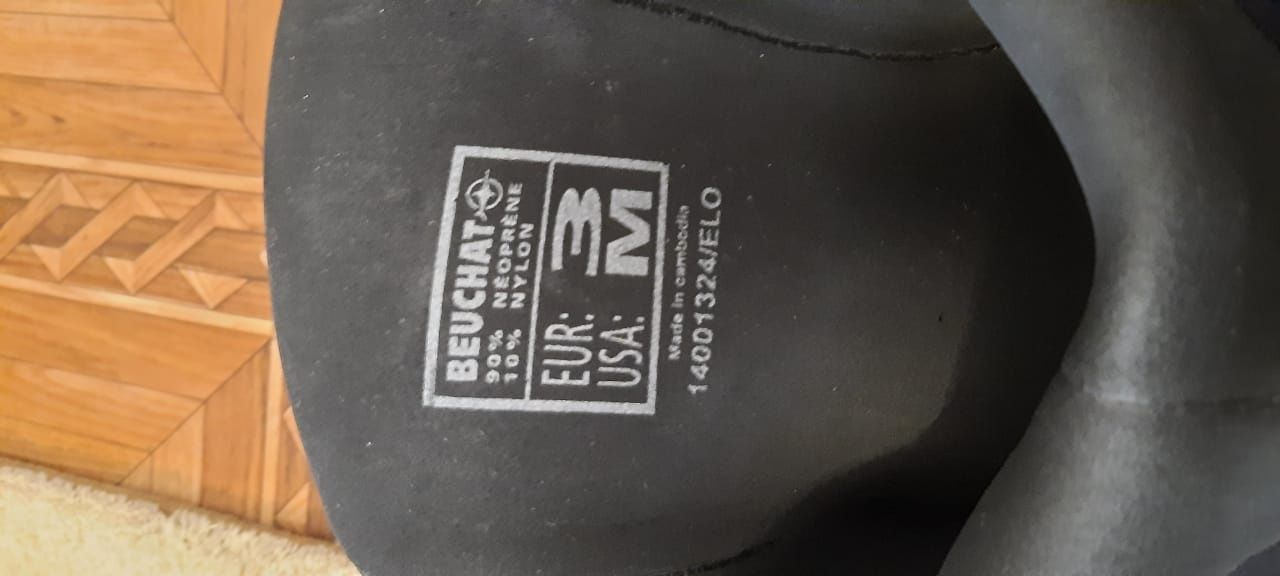 BEUCHAT
90% NÉOPRÈNE
10% NYLON
EUR: 3
USA: M
Made in cambodia
14001324/ELO